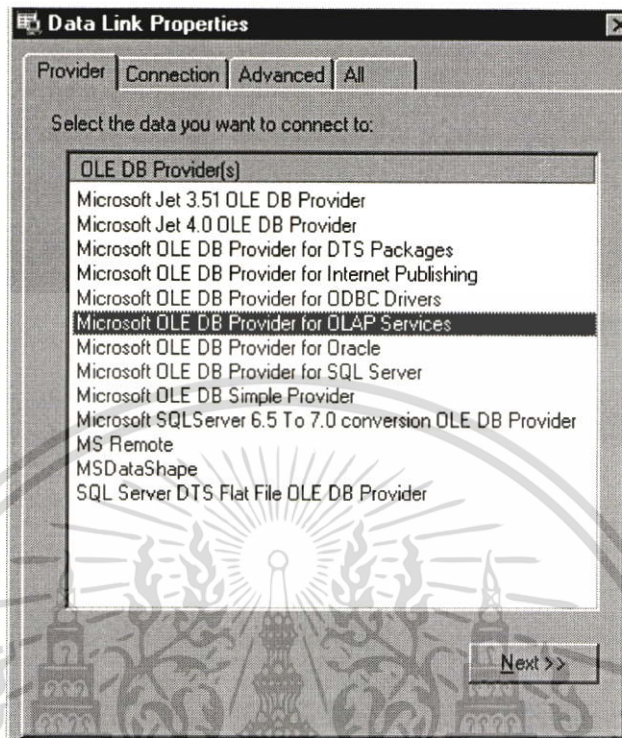 Data Link Properties
Provider
Connection
Advanced
All
Select the data you want to connect to:
OLE DB Provider(s)
Microsoft Jet 3.51 OLE DB Provider
Microsoft Jet 4.0 OLE DB Provider
Microsoft OLE DB Provider for DTS Packages
Microsoft OLE DB Provider for Internet Publishing
Microsoft OLE DB Provider for ODBC Drivers
Microsoft OLE DB Provider for OLAP Services
Microsoft OLE DB Provider for Oracle
Microsoft OLE DB Provider for SQL Server
Microsoft OLE DB Simple Provider
Microsoft SQLServer 6.5 To 7.0 conversion OLE DB Provider
MS Remote
MSDataShape
SQL Server DTS Flat File OLE DB Provider
Next >>